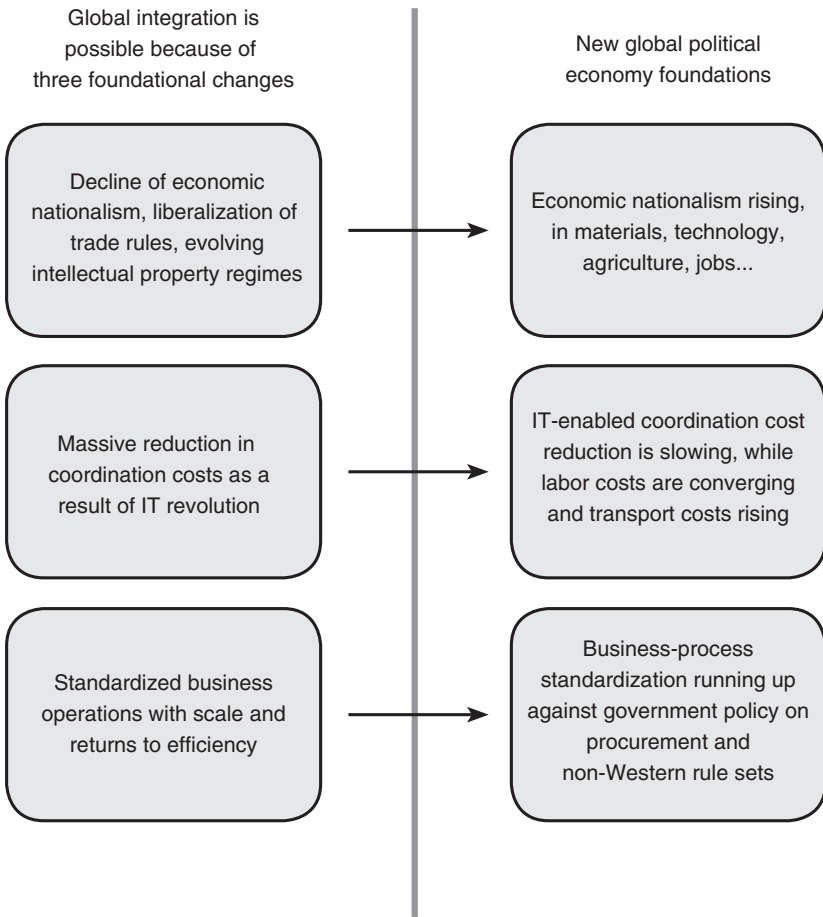 Global integration is
possible because of
three foundational changes
New global political
economy foundations
Decline of economic
nationalism, liberalization of
trade rules, evolving
intellectual property regimes
Economic nationalism rising,
in materials, technology,
agriculture, jobs...
Massive reduction in
coordination costs as a
result of IT revolution
IT-enabled coordination cost
reduction is slowing, while
labor costs are converging
and transport costs rising
Standardized business
operations with scale and
returns to efficiency
Business-process
standardization running up
against government policy on
procurement and
non-Western rule sets